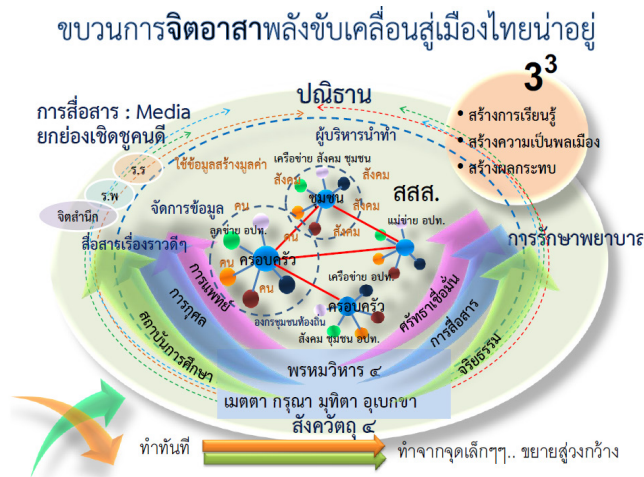 ขบวนการจิตอาสาพลังขับเคลื่อนสู่เมืองไทยน่าอยู่
3³
ปณิธาน
การสื่อสาร : Media
ยกย่องเชิดชูคนดี
• สร้างการเรียนรู้
• สร้างความเป็นพลเมือง
• สร้างผลกระทบ
ผู้บริหารนำทำ
ร.ร
ใช้ข้อมูลสร้างมูลค่า
เครือข่าย สังคม ชุมชน
สังคม
สังคม
ร.พ
ชุมชน
สสส.
จิตสำนึก
จัดการข้อมูล
คน
สังคม
แม่ข่าย อปท.
ลูกข่าย อปท.
คน
สังคม
สื่อสารเรื่องราวดีๆ
การรักษาพยาบาล
ครอบครัว
คน
เครือข่าย อปท.
คน
ครอบครัว
องกรชุมชนท้องถิ่น
สังคม ชุมชน อปท.
การแพทย์
การกุศล
สถาบันการศึกษา
ศรัทธาเชื่อมั่น
การสื่อสาร
จริยธรรม
พรหมวิหาร ๔
เมตตา กรุณา มุทิตา อุเบกขา
สังควัตถุ ๔
ทำทันที
ทำจากจุดเล็กๆๆ.. ขยายสู่วงกว้าง